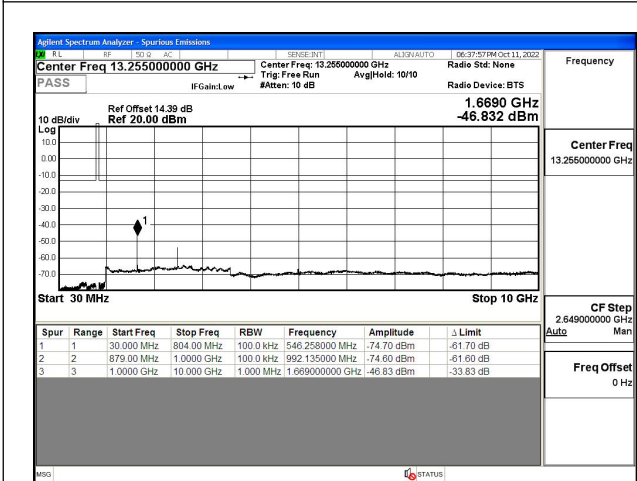 Agilent Spectrum Analyzer - Spurious Emissions
RL RF 50 Ω AC SENSE:INT ALIGN AUTO 06:37:57 PM Oct 11, 2022
Center Freq 13.255000000 GHz Center Freq: 13.255000000 GHz Radio Std: None Frequency
Trig: Free Run Avg|Hold: 10/10
PASS IFGain:Low #Atten: 10 dB Radio Device: BTS
Ref Offset 14.39 dB 1.6690 GHz
10 dB/div Ref 20.00 dBm -46.832 dBm
Log
10.0
0.00
-10.0
-20.0
-30.0
-40.0
-50.0
-60.0
-70.0
1
Start 30 MHz Stop 10 GHz
Center Freq
13.255000000 GHz
CF Step
2.649000000 GHz
Auto Man
Freq Offset
0 Hz
Spur Range Start Freq Stop Freq RBW Frequency Amplitude Δ Limit
1 1 30.000 MHz 804.00 MHz 100.0 kHz 546.258000 MHz -74.70 dBm -61.70 dB
2 2 879.00 MHz 1.0000 GHz 100.0 kHz 992.135000 MHz -74.60 dBm -61.60 dB
3 3 1.0000 GHz 10.000 GHz 1.000 MHz 1.669000000 GHz -46.83 dBm -33.83 dB
MSG STATUS